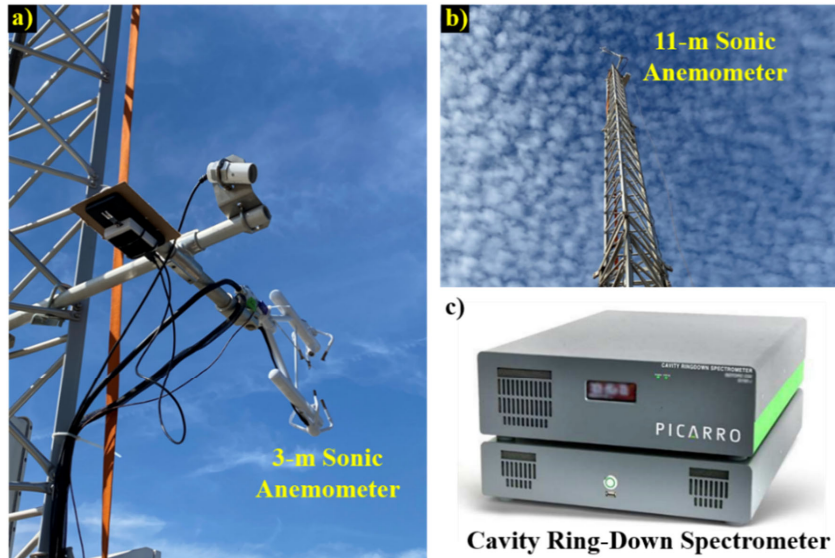 a)
3-m Sonic
Anemometer
b)
11-m Sonic
Anemometer
c)
CAVITY RINGDOWN SPECTROMETER
PICARRO
Cavity Ring-Down Spectrometer